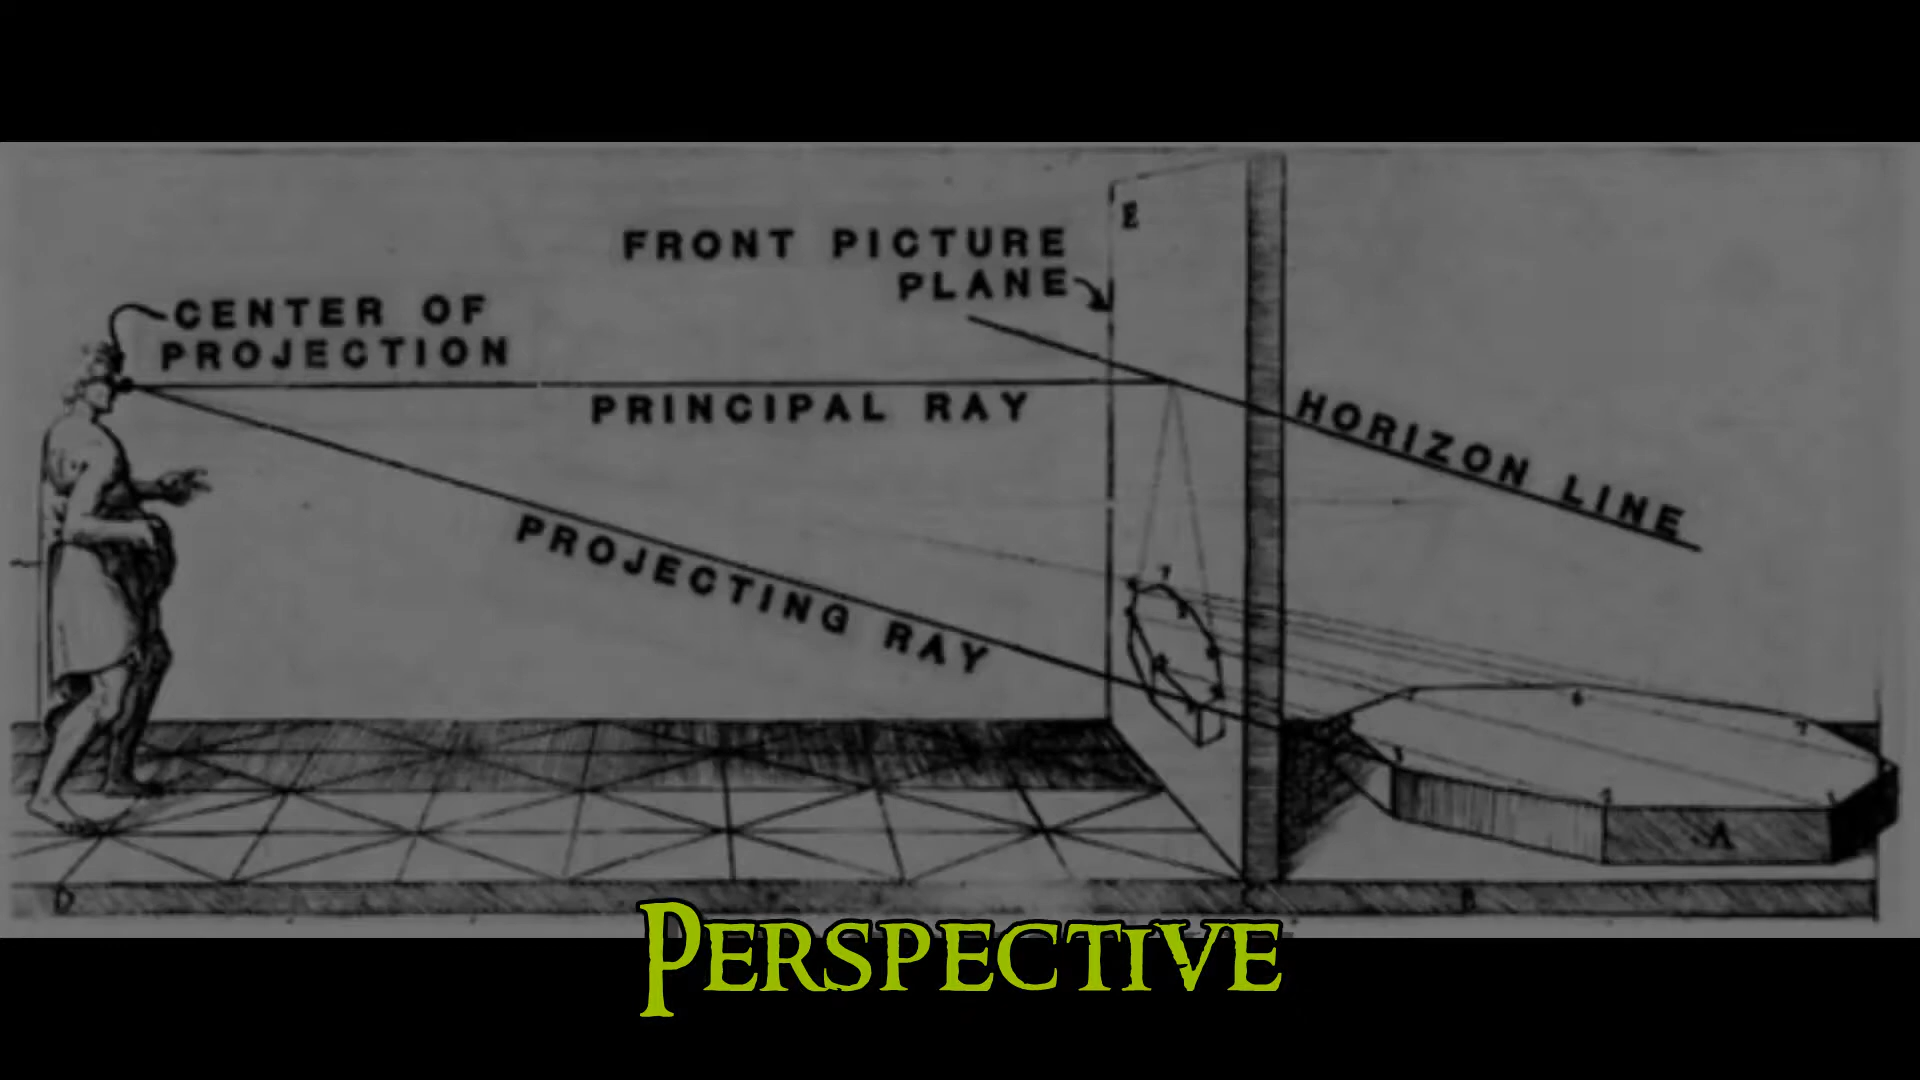 E
FRONT PICTURE
PLANE
CENTER OF
PROJECTION
PRINCIPAL RAY
HORIZON LINE
PROJECTING RAY
A
D
B
PERSPECTIVE